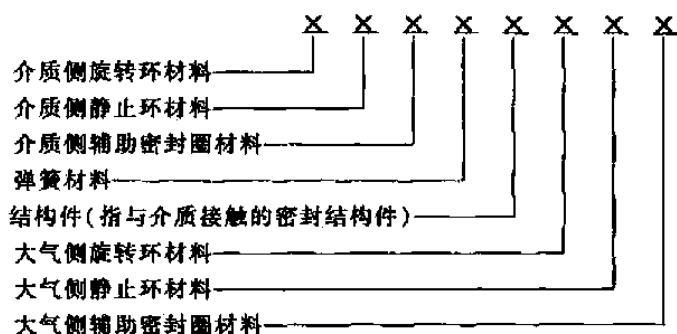 X X X X X X X X
介质侧旋转环材料
介质侧静止环材料
介质侧辅助密封圈材料
弹簧材料
结构件(指与介质接触的密封结构件)
大气侧旋转环材料
大气侧静止环材料
大气侧辅助密封圈材料